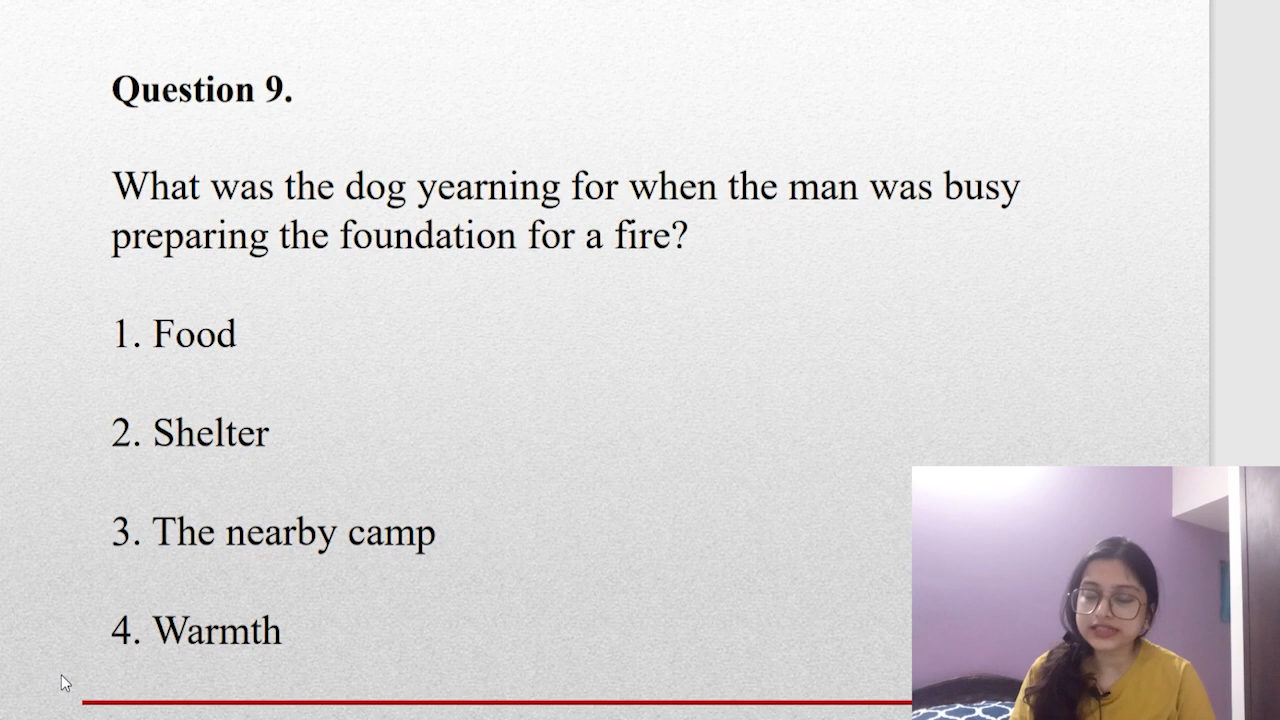 Question 9.
What was the dog yearning for when the man was busy
preparing the foundation for a fire?
1. Food
2. Shelter
3. The nearby camp
4. Warmth